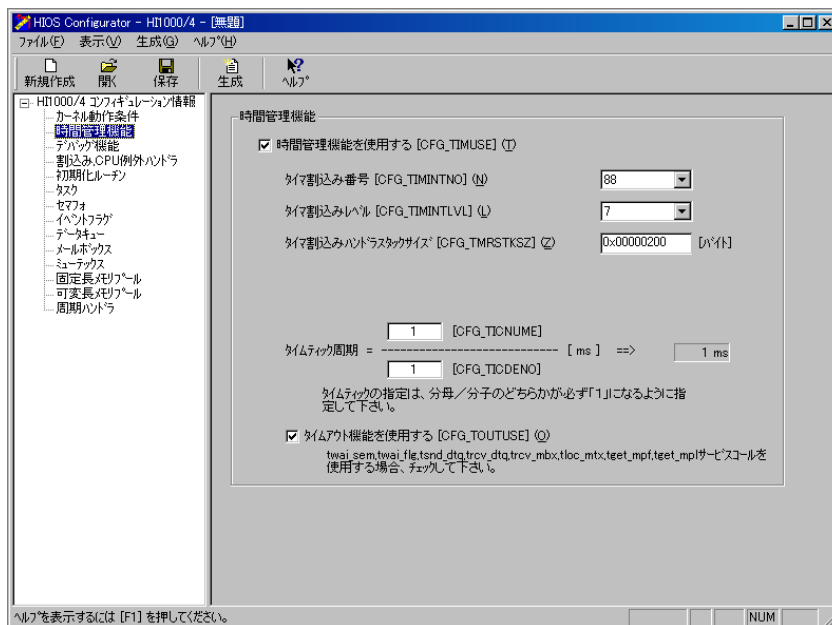 HIOS Configurator - HI1000/4 - [無題]
ファイル(F) 表示(V) 生成(G) ヘルプ(H)
新規作成 開く 保存 生成 ヘルプ
HI1000/4 コンフィギュレーション情報
カーネル動作条件
時間管理機能
デバッグ機能
割込み,CPU例外ハンドラ
初期化ルーチン
タスク
セマフォ
イベントフラグ
データキュー
メールボックス
ミューテックス
固定長メモリプール
可変長メモリプール
周期ハンドラ
時間管理機能
時間管理機能を使用する [CFG_TIMUSE] (T)
タイマ割込み番号 [CFG_TIMINTNO] (N) 88
タイマ割込みレベル [CFG_TIMINTLVL] (L) 7
タイマ割込みハンドラスタックサイズ [CFG_TMRSTKSZ] (Z) 0x00000200 [バイト]
1 [CFG_TICNUME]
タイムティック周期 = ---------------------------- [ ms ] ==> 1 ms
1 [CFG_TICDENO]
タイムティックの指定は、分母／分子のどちらかが必ず「1」になるように指
定して下さい。
タイムアウト機能を使用する [CFG_TOUTUSE] (O)
twai_sem,twai_flg,tsnd_dtq,trcv_dtq,trcv_mbx,tloc_mtx,tget_mpf,tget_mplサービスコールを
使用する場合、チェックして下さい。
ヘルプを表示するには [F1] を押してください。 NUM